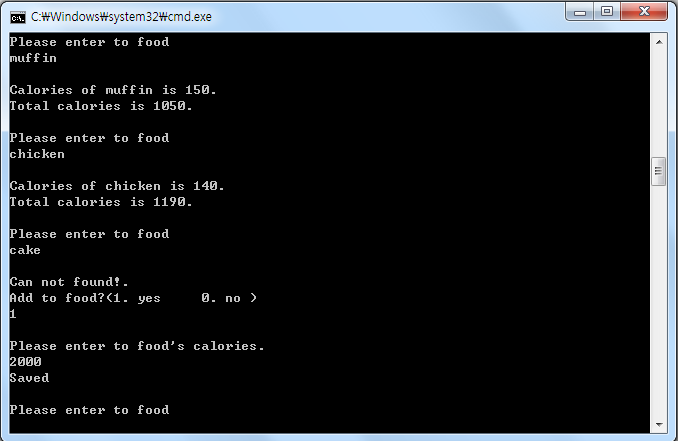 C:₩Windows₩system32₩cmd.exe
Please enter to food
muffin
Calories of muffin is 150.
Total calories is 1050.
Please enter to food
chicken
Calories of chicken is 140.
Total calories is 1190.
Please enter to food
cake
Can not found!.
Add to food?(1. yes     0. no )
1
Please enter to food's calories.
2000
Saved
Please enter to food